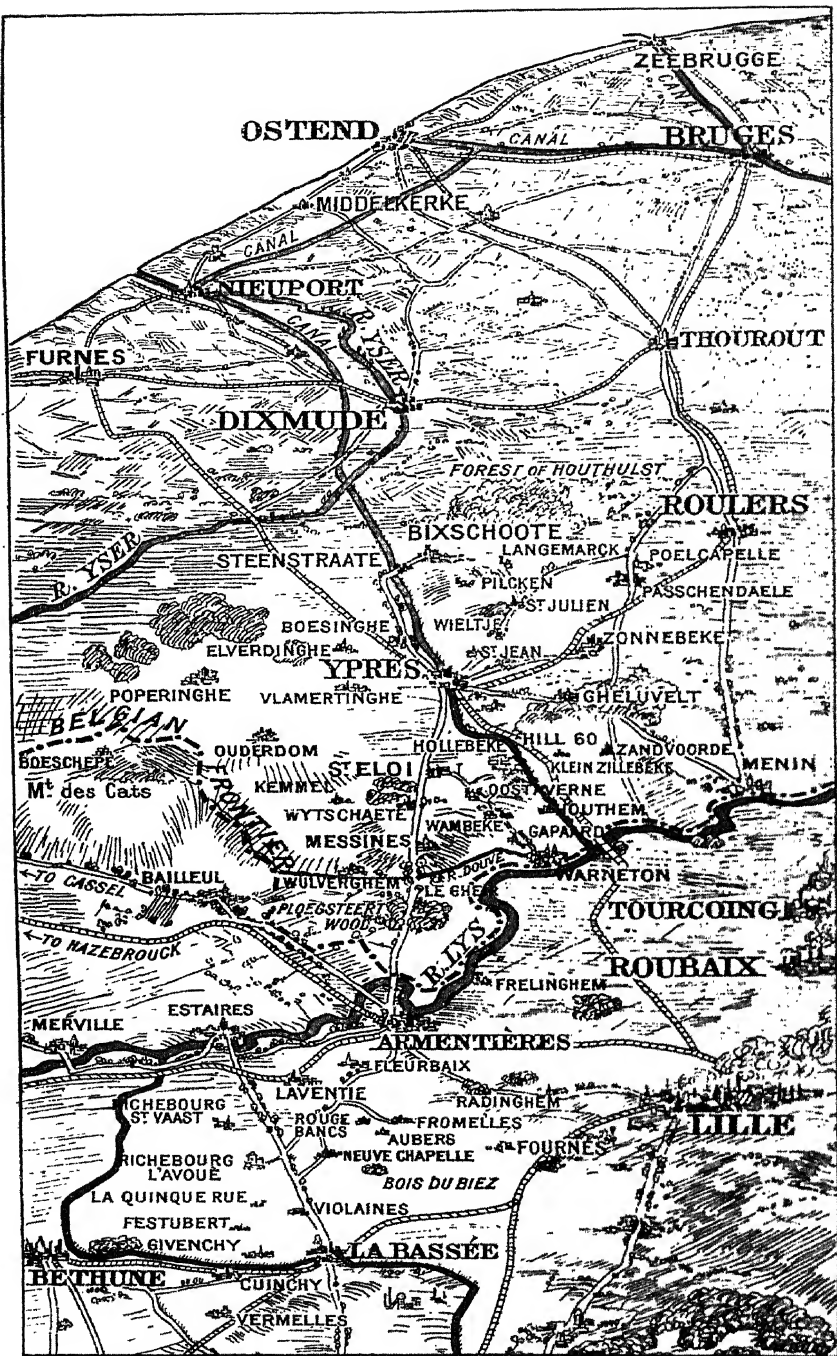 ZEEBRUGGE
CANAL
OSTEND
CANAL
BRUGES
MIDDELKERKE
CANAL
NIEUPORT
CANAL
R. YSER
FURNES
THOUROUT
DIXMUDE
FOREST OF HOUTHULST
ROULERS
BIXSCHOOTE
R. YSER
STEENSTRAATE
LANGEMARCK
POELCAPELLE
PILCKEN
PASSCHENDAELE
ST JULIEN
BOESINGHE
WIELTJE
ELVERDINGHE
ST JEAN
ZONNEBEKE
YPRES
POPERINGHE
VLAMERTINGHE
GHELUVELT
BELGIAN
FRONTIER
OUDERDOM
HOLLEBEKE
HILL 60
ZANDVOORDE
BOESCHEPE
ST ELOI
KLEIN ZILLEBEKE
MENIN
Mt. des Cats
KEMMEL
OOSTAVERNE
WYTSCHAETE
HOUTHEM
WAMBEKE
GAPAARD
MESSINES
←TO CASSEL
BAILLEUL
WULVERGHEM
R. DOUVE
WARNETON
LE GHEER
PLOEGSTEERT
WOOD
TOURCOING
←TO HAZEBROUCK
R. LYS
ROUBAIX
FRELINGHEM
ESTAIRES
MERVILLE
ARMENTIÈRES
FLEURBAIX
LAVENTIE
RADINGHEM
RICHEBOURG
ST VAAST
ROUGE
BANCS
FROMELLES
LILLE
AUBERS
FOURNES
NEUVE CHAPELLE
RICHEBOURG
L'AVOUÉ
BOIS DU BIEZ
LA QUINQUE RUE
VIOLAINES
FESTUBERT
GIVENCHY
LA BASSÉE
BETHUNE
CUINCHY
VERMELLES